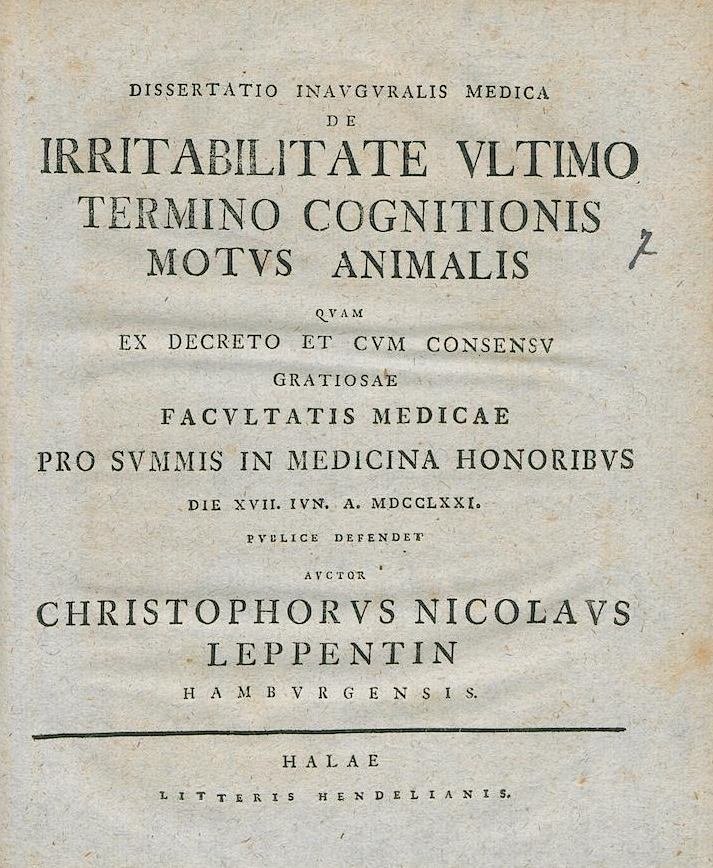 DISSERTATIO INAVGVRALIS MEDICA
DE
IRRITABILITATE VLTIMO
TERMINO COGNITIONIS
MOTVS ANIMALIS
7
QVAM
EX DECRETO ET CVM CONSENSV
GRATIOSAE
FACVLTATIS MEDICAE
PRO SVMMIS IN MEDICINA HONORIBVS
DIE XVII. IVN. A. MDCCLXXI.
PVBLICE DEFENDET
AVCTOR
CHRISTOPHORVS NICOLAVS
LEPPENTIN
HAMBVRGENSIS.
HALAE
LITTERIS HENDELIANIS.